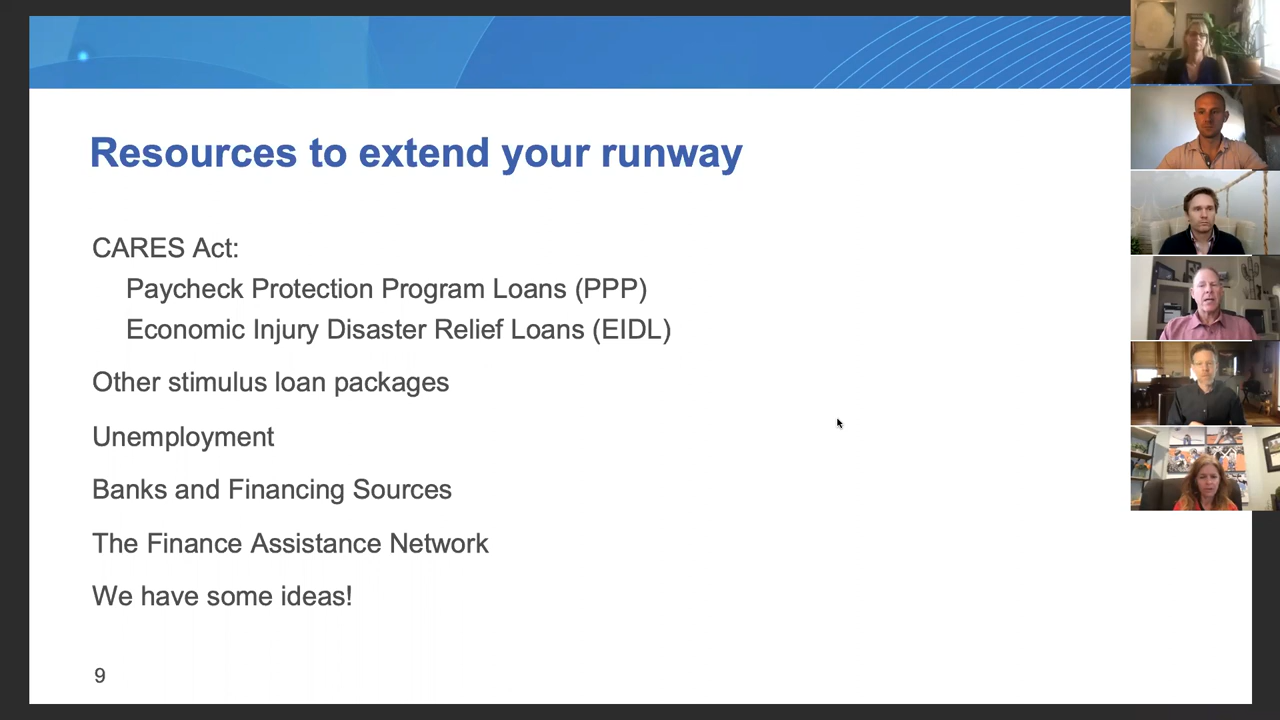 Resources to extend your runway
CARES Act:
Paycheck Protection Program Loans (PPP)
Economic Injury Disaster Relief Loans (EIDL)
Other stimulus loan packages
Unemployment
Banks and Financing Sources
The Finance Assistance Network
We have some ideas!
9